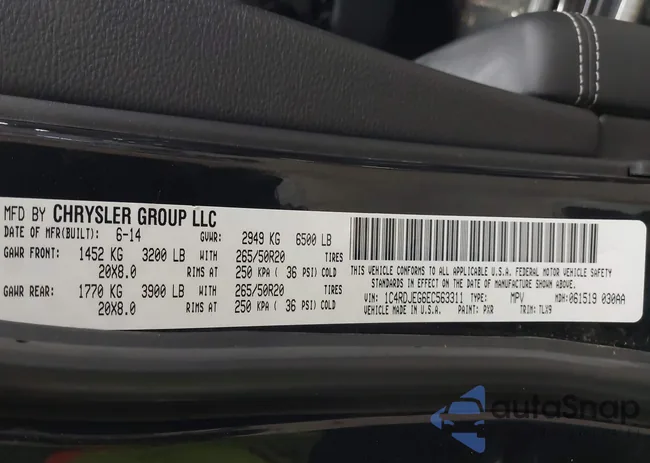 MFD BY CHRYSLER GROUP LLC
DATE OF MFR(BUILT): 6-14 GVWR: 2949 KG 6500 LB
GAWR FRONT: 1452 KG 3200 LB WITH 265/50R20 TIRES
20X8.0 RIMS AT 250 KPA ( 36 PSI) COLD
GAWR REAR: 1770 KG 3900 LB WITH 265/50R20 TIRES
20X8.0 RIMS AT 250 KPA ( 36 PSI) COLD
THIS VEHICLE CONFORMS TO ALL APPLICABLE U.S.A. FEDERAL MOTOR VEHICLE SAFETY
STANDARDS IN EFFECT ON THE DATE OF MANUFACTURE SHOWN ABOVE.
VIN: 1C4RDJEG6EC563311 TYPE: MPV MDH: 061519 030AA
VEHICLE MADE IN U.S.A. PAINT: PXR TRIM: TLX9
autoSnap